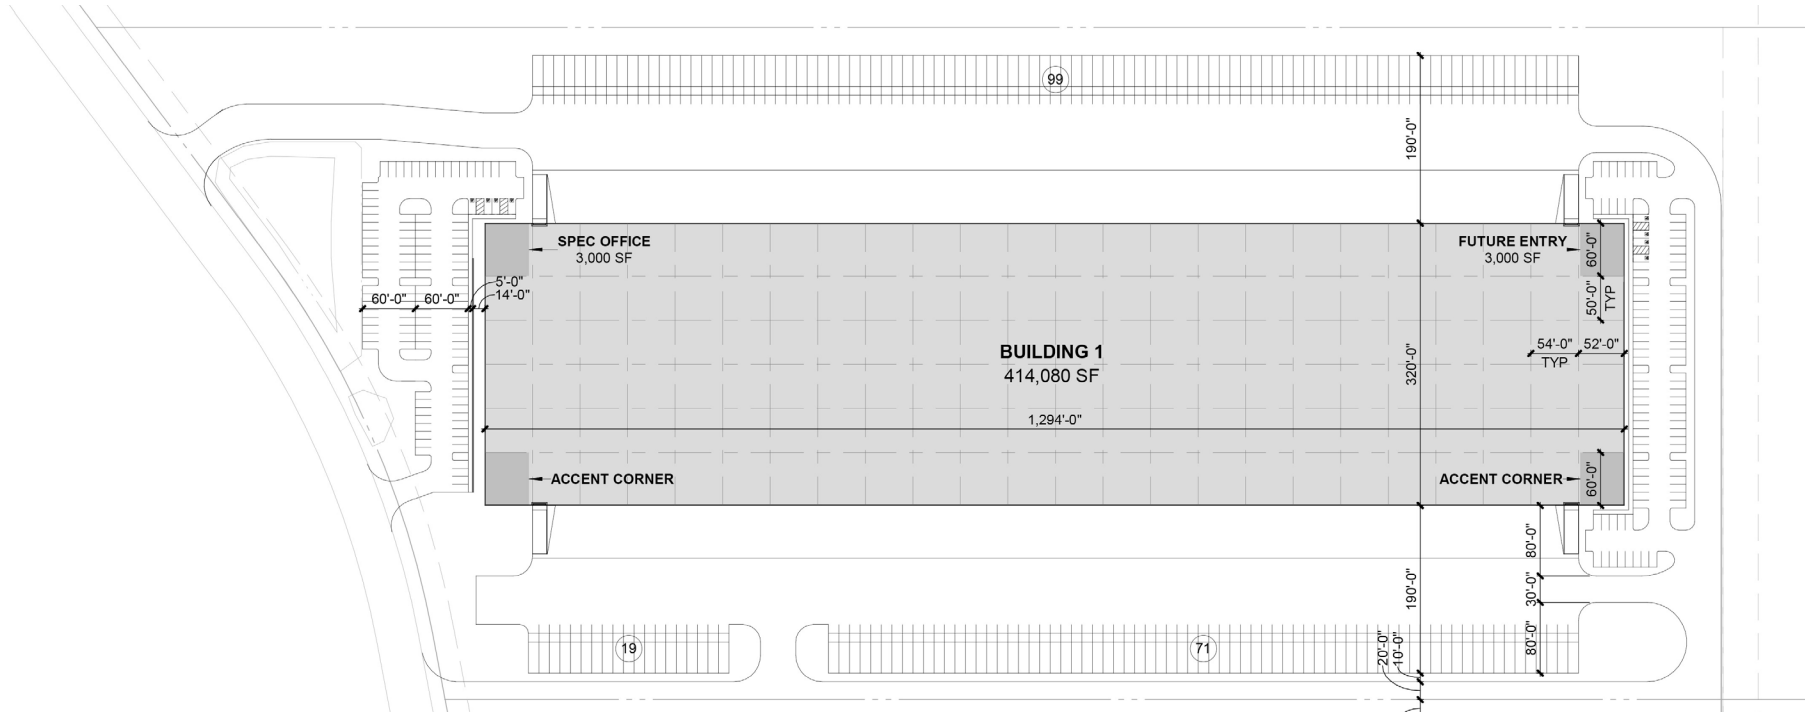 99
190'-0"
SPEC OFFICE
3,000 SF
FUTURE ENTRY
3,000 SF
60'-0"
5'-0"
14'-0"
60'-0"
60'-0"
50'-0"
TYP
BUILDING 1
414,080 SF
54'-0"
52'-0"
TYP
320'-0"
1,294'-0"
ACCENT CORNER
ACCENT CORNER
60'-0"
80'-0"
190'-0"
30'-0"
19
71
20'-0"
10'-0"
80'-0"